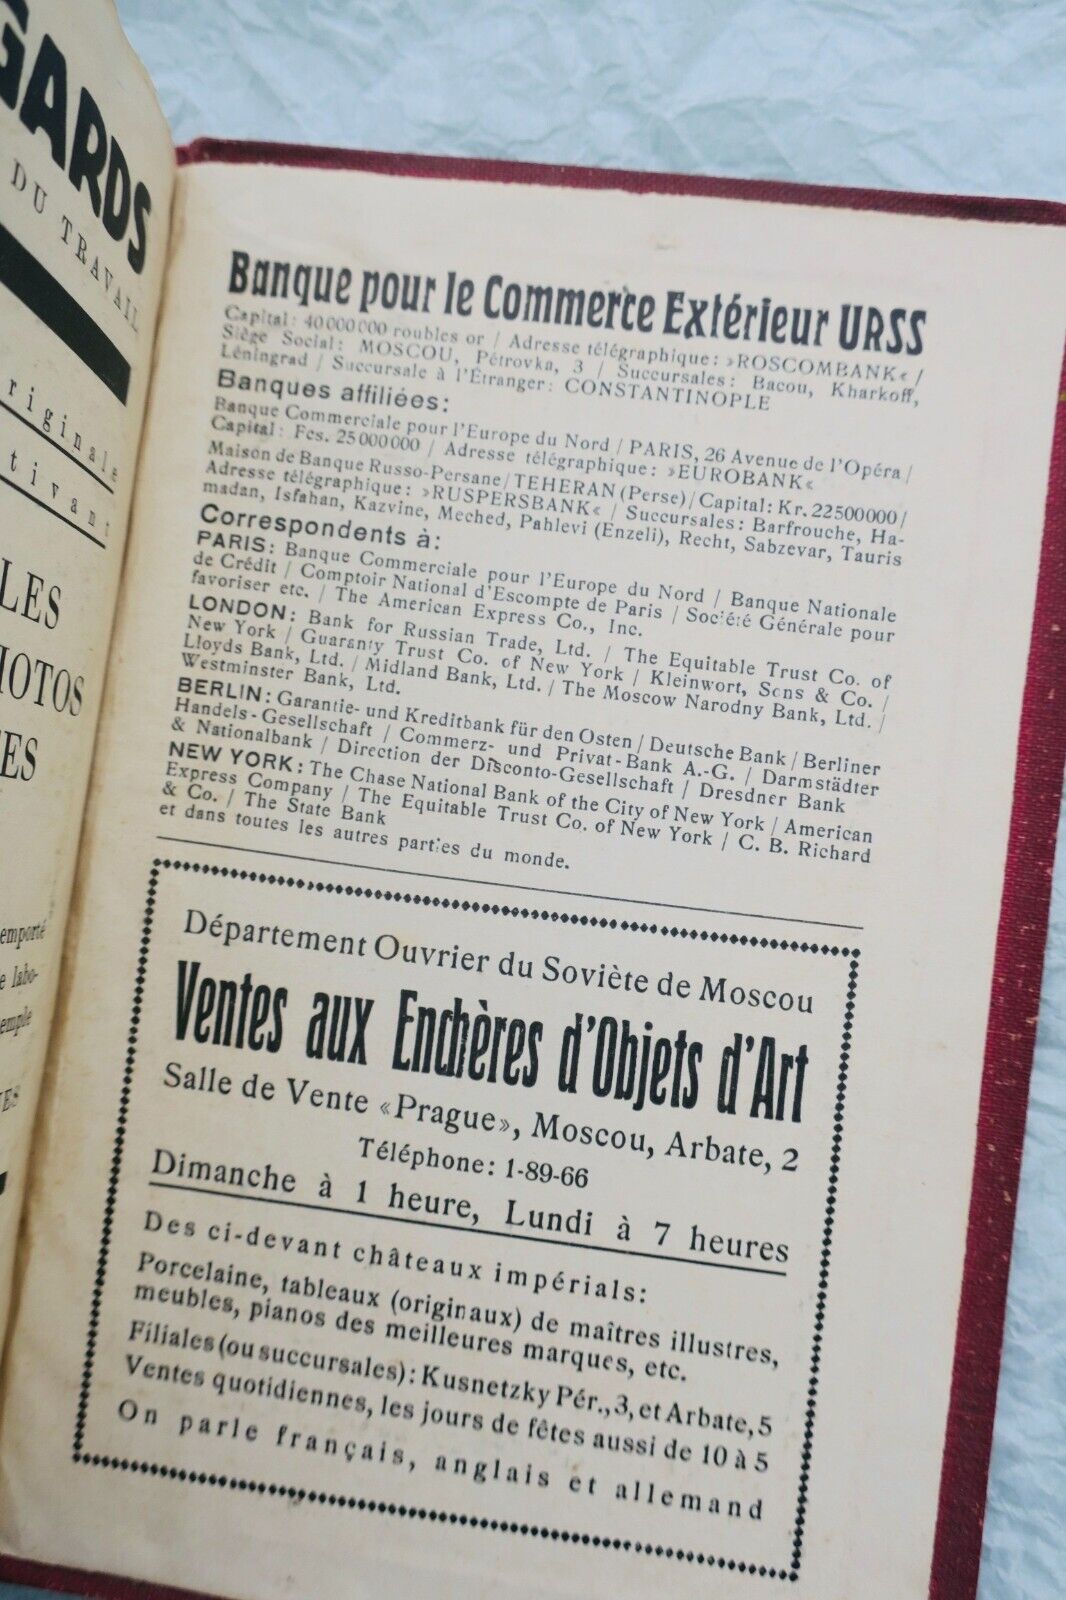 GARDS
DU TRAVAIL
riginale
tivant
LES
HOTOS
ES
emporté
e labo-
emple
Banque pour le Commerce Extérieur URSS
Capital: 40000000 roubles or / Adresse télégraphique: »ROSCOMBANK« /
Siège Social: MOSCOU, Pétrovka, 3 / Succursales: Bacou, Kharkoff,
Léningrad / Succursale à l'Étranger: CONSTANTINOPLE
Banques affiliées:
Banque Commerciale pour l'Europe du Nord / PARIS, 26 Avenue de l'Opéra /
Capital: Fcs. 25000000 / Adresse télégraphique: »EUROBANK«
Maison de Banque Russo-Persane / TEHERAN (Perse) / Capital: Kr. 22500000 /
Adresse télégraphique: »RUSPERSBANK« / Succursales: Barfrouche, Ha-
madan, Isfahan, Kazvine, Meched, Pahlevi (Enzeli), Recht, Sabzevar, Tauris
Correspondents à:
PARIS: Banque Commerciale pour l'Europe du Nord / Banque Nationale
de Crédit / Comptoir National d'Escompte de Paris / Société Générale pour
favoriser etc. / The American Express Co., Inc.
LONDON: Bank for Russian Trade, Ltd. / The Equitable Trust Co. of
New York / Guaranty Trust Co. of New York / Kleinwort, Sons & Co. /
Lloyds Bank, Ltd. / Midland Bank, Ltd. / The Moscow Narodny Bank, Ltd. /
Westminster Bank, Ltd.
BERLIN: Garantie- und Kreditbank für den Osten / Deutsche Bank / Berliner
Handels-Gesellschaft / Commerz- und Privat-Bank A.-G. / Darmstädter
& Nationalbank / Direction der Disconto-Gesellschaft / Dresdner Bank
NEW YORK: The Chase National Bank of the City of New York / American
Express Company / The Equitable Trust Co. of New York / C. B. Richard
& Co. / The State Bank
et dans toutes les autres parties du monde.
Département Ouvrier du Soviète de Moscou
Ventes aux Enchères d'Objets d'Art
Salle de Vente «Prague», Moscou, Arbate, 2
Téléphone: 1-89-66
Dimanche à 1 heure, Lundi à 7 heures
Des ci-devant châteaux impérials:
Porcelaine, tableaux (originaux) de maîtres illustres,
meubles, pianos des meilleures marques, etc.
Filiales (ou succursales): Kusnetzky Pér., 3, et Arbate, 5
Ventes quotidiennes, les jours de fêtes aussi de 10 à 5
On parle français, anglais et allemand